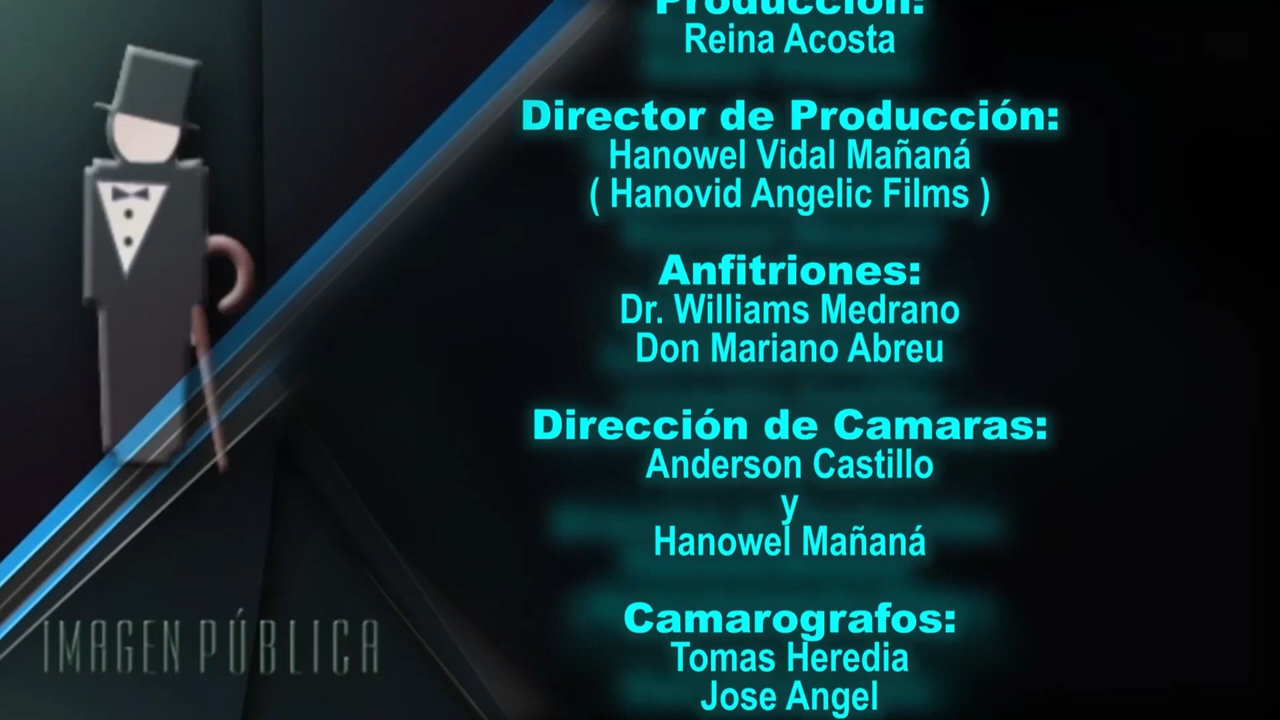 Producción:
Reina Acosta
Director de Producción:
Hanowel Vidal Mañaná
( Hanovid Angelic Films )
Anfitriones:
Dr. Williams Medrano
Don Mariano Abreu
Dirección de Camaras:
Anderson Castillo
y
Hanowel Mañaná
Camarografos:
Tomas Heredia
Jose Angel
IMAGEN PÚBLICA